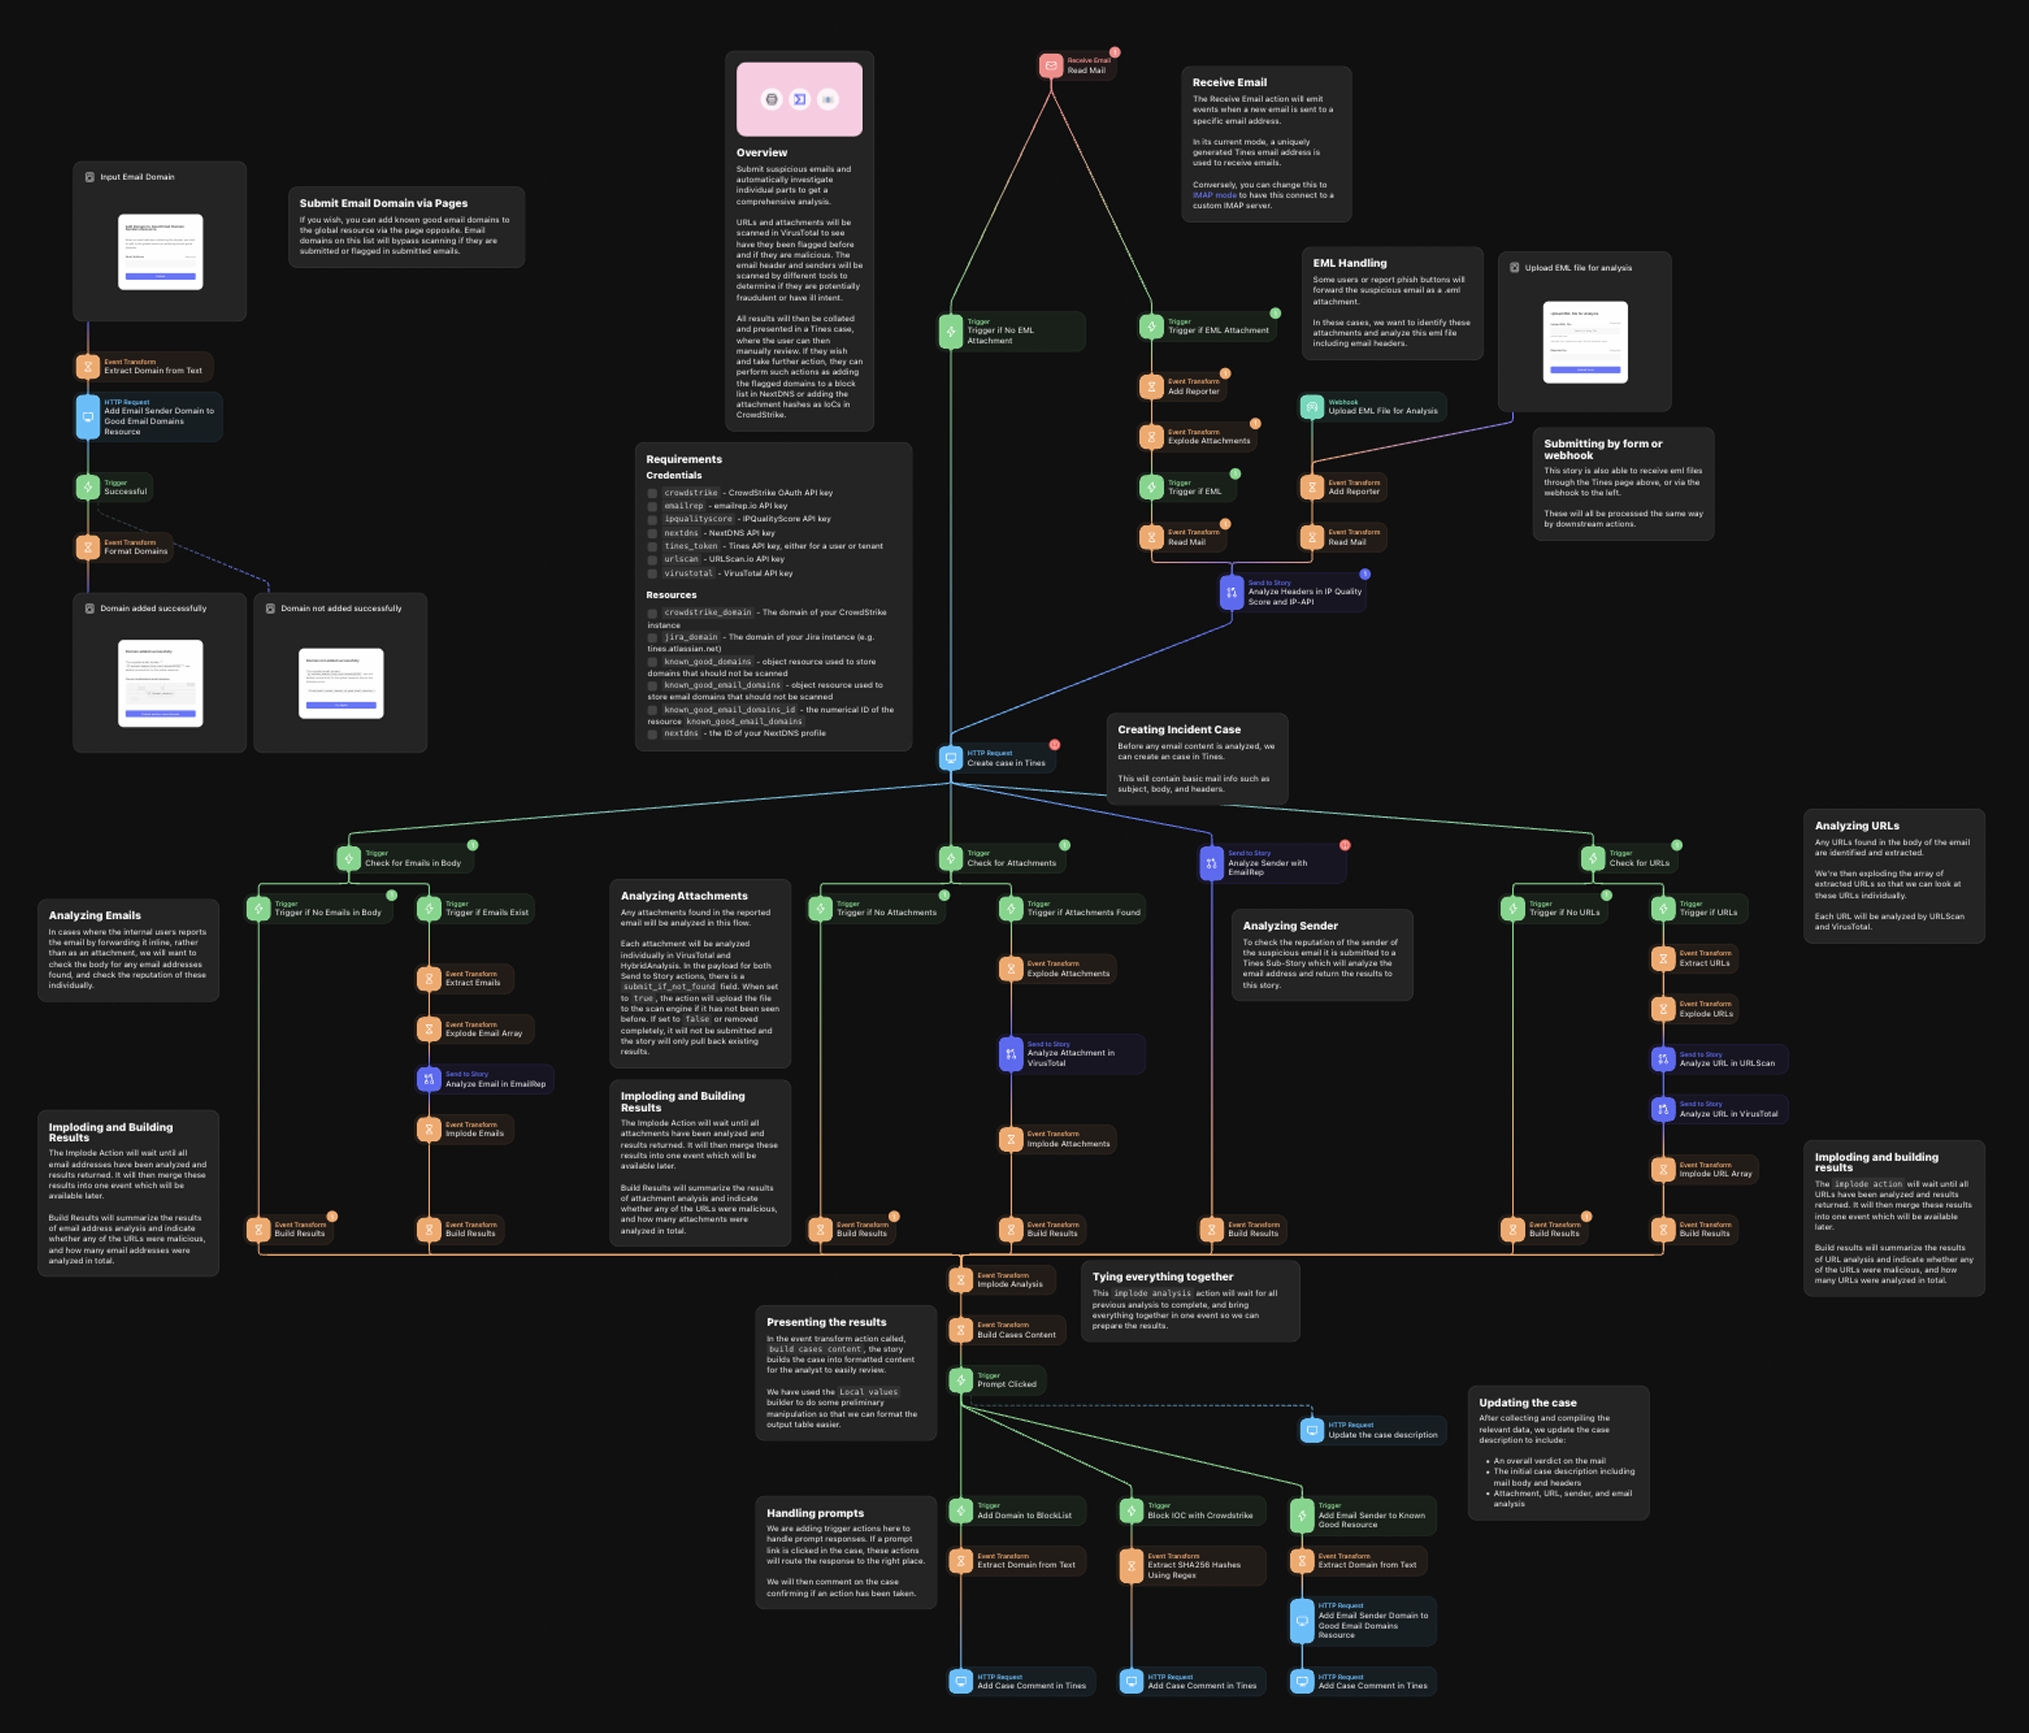 Receive Email
Read Mail
Receive Email
The Receive Email action will emit
events when a new email is sent to a
specific email address.
In its current mode, a uniquely
generated Tines email address is
used to receive emails.
Conversely, you can change this to
IMAP mode to have this connect to a
custom IMAP server.
Overview
Submit suspicious emails and
automatically investigate
individual parts to get a
comprehensive analysis.
URLs and attachments will be
scanned in VirusTotal to see
have they been flagged before
and if they are malicious. The
email header and senders will be
scanned by different tools to
determine if they are potentially
fraudulent or have ill intent.
All results will then be collated
and presented in a Tines case,
where the user can then
manually review. If they wish
and take further action, they can
perform such actions as adding
the flagged domains to a block
list in NextDNS or adding the
attachment hashes as IoCs in
CrowdStrike.
Input Email Domain
Submit Email Domain via Pages
If you wish, you can add known good email domains to
the global resource via the page opposite. Email
domains on this list will bypass scanning if they are
submitted or flagged in submitted emails.
Event Transform
Extract Domain from Text
HTTP Request
Add Email Sender Domain to
Good Email Domains
Resource
Trigger
Successful
Event Transform
Format Domains
Domain added successfully
Domain not added successfully
Requirements
Credentials
crowdstrike - CrowdStrike OAuth API key
emailrep - emailrep.io API key
ipqualityscore - IPQualityScore API key
nextdns - NextDNS API key
tines_token - Tines API key, either for a user or tenant
urlscan - URLScan.io API key
virustotal - VirusTotal API key
Resources
crowdstrike_domain - The domain of your CrowdStrike
instance
jira_domain - The domain of your Jira instance (e.g.
tines.atlassian.net)
known_good_domains - object resource used to store
domains that should not be scanned
known_good_email_domains - object resource used to
store email domains that should not be scanned
known_good_email_domains_id - the numerical ID of the
resource known_good_email_domains
nextdns - the ID of your NextDNS profile
Trigger
Trigger if No EML
Attachment
Trigger
Trigger if EML Attachment
Event Transform
Add Reporter
Event Transform
Explode Attachments
Trigger
Trigger if EML
Event Transform
Read Mail
EML Handling
Some users or report phish buttons will
forward the suspicious email as a .eml
attachment.
In these cases, we want to identify these
attachments and analyze this eml file
including email headers.
Upload EML file for analysis
Webhook
Upload EML File for Analysis
Event Transform
Add Reporter
Event Transform
Read Mail
Submitting by form or
webhook
This story is also able to receive eml files
through the Tines page above, or via the
webhook to the left.
These will all be processed the same way
by downstream actions.
Send to Story
Analyze Headers in IP Quality
Score and IP-API
HTTP Request
Create case in Tines
Creating Incident Case
Before any email content is analyzed, we
can create an case in Tines.
This will contain basic mail info such as
subject, body, and headers.
Trigger
Check for Emails in Body
Trigger
Trigger if No Emails in Body
Trigger
Trigger if Emails Exist
Analyzing Emails
In cases where the internal users reports
the email by forwarding it inline, rather
than as an attachment, we will want to
check the body for any email addresses
found, and check the reputation of these
individually.
Event Transform
Extract Emails
Event Transform
Explode Email Array
Send to Story
Analyze Email in EmailRep
Event Transform
Implode Emails
Imploding and Building
Results
The Implode Action will wait until all
email addresses have been analyzed and
results returned. It will then merge these
results into one event which will be
available later.
Build Results will summarize the results
of email address analysis and indicate
whether any of the URLs were malicious,
and how many email addresses were
analyzed in total.
Event Transform
Build Results
Event Transform
Build Results
Analyzing Attachments
Any attachments found in the reported
email will be analyzed in this flow.
Each attachment will be analyzed
individually in VirusTotal and
HybridAnalysis. In the payload for both
Send to Story actions, there is a
submit_if_not_found field. When set
to true, the action will upload the file
to the scan engine if it has not been seen
before. If set to false or removed
completely, it will not be submitted and
the story will only pull back existing
results.
Imploding and Building
Results
The Implode Action will wait until all
attachments have been analyzed and
results returned. It will then merge these
results into one event which will be
available later.
Build Results will summarize the results
of attachment analysis and indicate
whether any of the URLs were malicious,
and how many attachments were
analyzed in total.
Trigger
Check for Attachments
Trigger
Trigger if No Attachments
Trigger
Trigger if Attachments Found
Event Transform
Explode Attachments
Send to Story
Analyze Attachment in
VirusTotal
Event Transform
Implode Attachments
Event Transform
Build Results
Event Transform
Build Results
Send to Story
Analyze Sender with
EmailRep
Analyzing Sender
To check the reputation of the sender of
the suspicious email it is submitted to a
Tines Sub-Story which will analyze the
email address and return the results to
this story.
Event Transform
Build Results
Trigger
Check for URLs
Trigger
Trigger if No URLs
Trigger
Trigger if URLs
Event Transform
Extract URLs
Event Transform
Explode URLs
Send to Story
Analyze URL in URLScan
Send to Story
Analyze URL in VirusTotal
Event Transform
Implode URL Array
Event Transform
Build Results
Event Transform
Build Results
Analyzing URLs
Any URLs found in the body of the email
are identified and extracted.
We're then exploding the array of
extracted URLs so that we can look at
these URLs individually.
Each URL will be analyzed by URLScan
and VirusTotal.
Imploding and building
results
The implode action will wait until all
URLs have been analyzed and results
returned. It will then merge these results
into one event which will be available
later.
Build results will summarize the results
of URL analysis and indicate whether any
of the URLs were malicious, and how
many URLs were analyzed in total.
Event Transform
Implode Analysis
Event Transform
Build Cases Content
Trigger
Prompt Clicked
Tying everything together
This implode analysis action will wait for all
previous analysis to complete, and bring
everything together in one event so we can
prepare the results.
Presenting the results
In the event transform action called,
build cases content, the story
builds the case into formatted content
for the analyst to easily review.
We have used the Local values
builder to do some preliminary
manipulation so that we can format the
output table easier.
HTTP Request
Update the case description
Updating the case
After collecting and compiling the
relevant data, we update the case
description to include:
• An overall verdict on the mail
• The initial case description including
mail body and headers
• Attachment, URL, sender, and email
analysis
Handling prompts
We are adding trigger actions here to
handle prompt responses. If a prompt
link is clicked in the case, these actions
will route the response to the right place.
We will then comment on the case
confirming if an action has been taken.
Trigger
Add Domain to BlockList
Event Transform
Extract Domain from Text
HTTP Request
Add Case Comment in Tines
Trigger
Block IOC with Crowdstrike
Event Transform
Extract SHA256 Hashes
Using Regex
HTTP Request
Add Case Comment in Tines
Trigger
Add Email Sender to Known
Good Resource
Event Transform
Extract Domain from Text
HTTP Request
Add Email Sender Domain to
Good Email Domains
Resource
HTTP Request
Add Case Comment in Tines